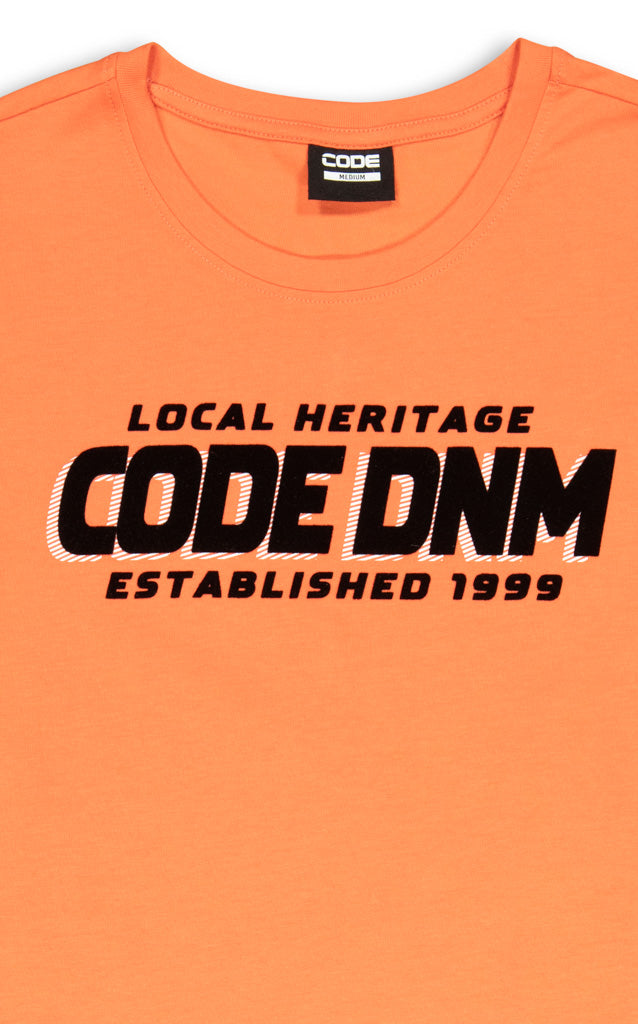 CODE
MEDIUM
LOCAL HERITAGE
CODE DNM
ESTABLISHED 1999